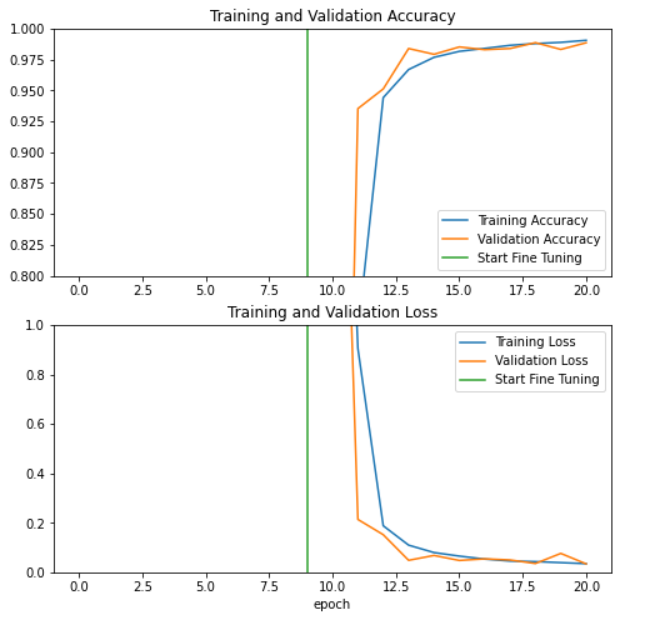 Training and Validation Accuracy
1.000
0.975
0.950
0.925
0.900
0.875
0.850
0.825
0.800
Training Accuracy
Validation Accuracy
Start Fine Tuning
0.0 2.5 5.0 7.5 10.0 12.5 15.0 17.5 20.0
Training and Validation Loss
1.0
0.8
0.6
0.4
0.2
0.0
Training Loss
Validation Loss
Start Fine Tuning
0.0 2.5 5.0 7.5 10.0 12.5 15.0 17.5 20.0
epoch